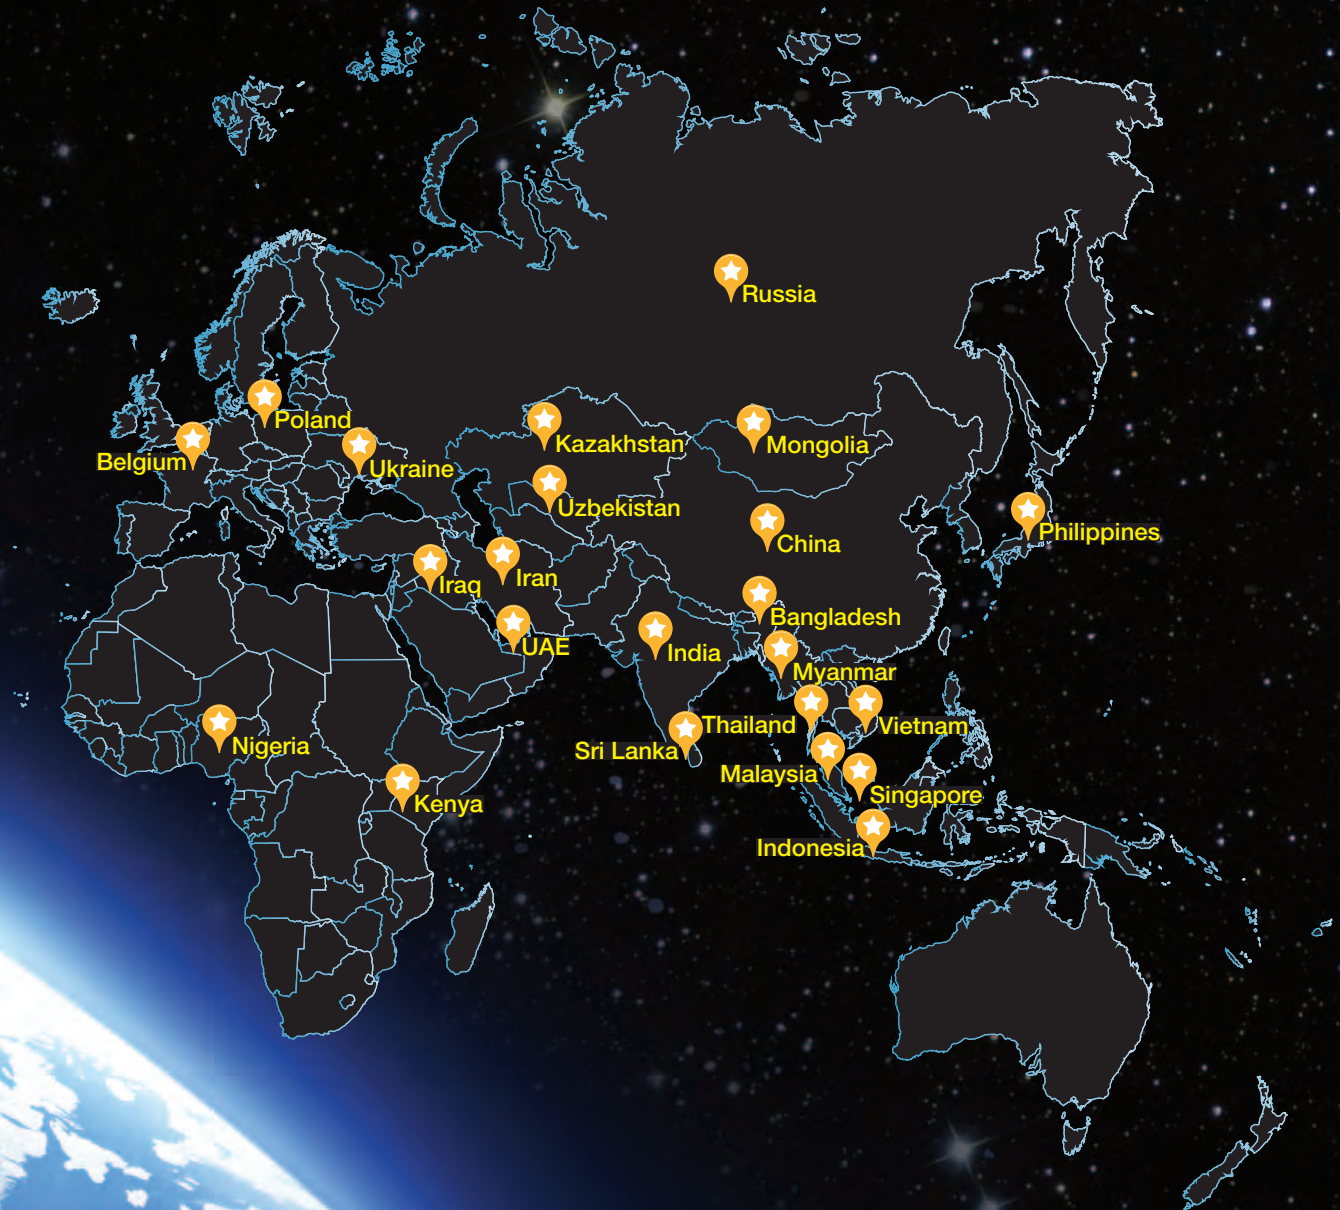 Russia
Poland
Kazakhstan
Mongolia
Belgium
Ukraine
Uzbekistan
Philippines
China
Iraq
Iran
Bangladesh
UAE
India
Myanmar
Thailand
Vietnam
Nigeria
Sri Lanka
Malaysia
Singapore
Kenya
Indonesia